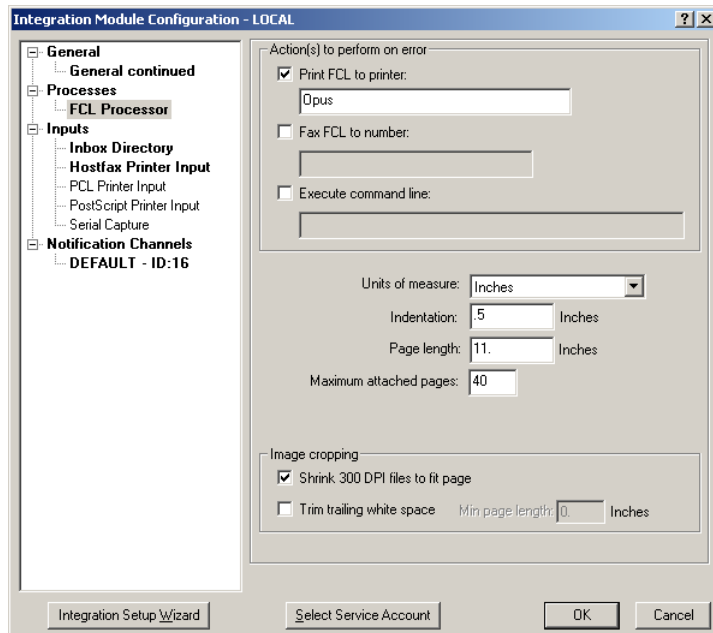 Integration Module Configuration - LOCAL
General
General continued
Processes
FCL Processor
Inputs
Inbox Directory
Hostfax Printer Input
PCL Printer Input
PostScript Printer Input
Serial Capture
Notification Channels
DEFAULT - ID:16
Action(s) to perform on error
Print FCL to printer:
Opus
Fax FCL to number:
Execute command line:
Units of measure: Inches
Indentation: .5 Inches
Page length: 11. Inches
Maximum attached pages: 40
Image cropping
Shrink 300 DPI files to fit page
Trim trailing white space Min page length: 0. Inches
Integration Setup Wizard Select Service Account OK Cancel